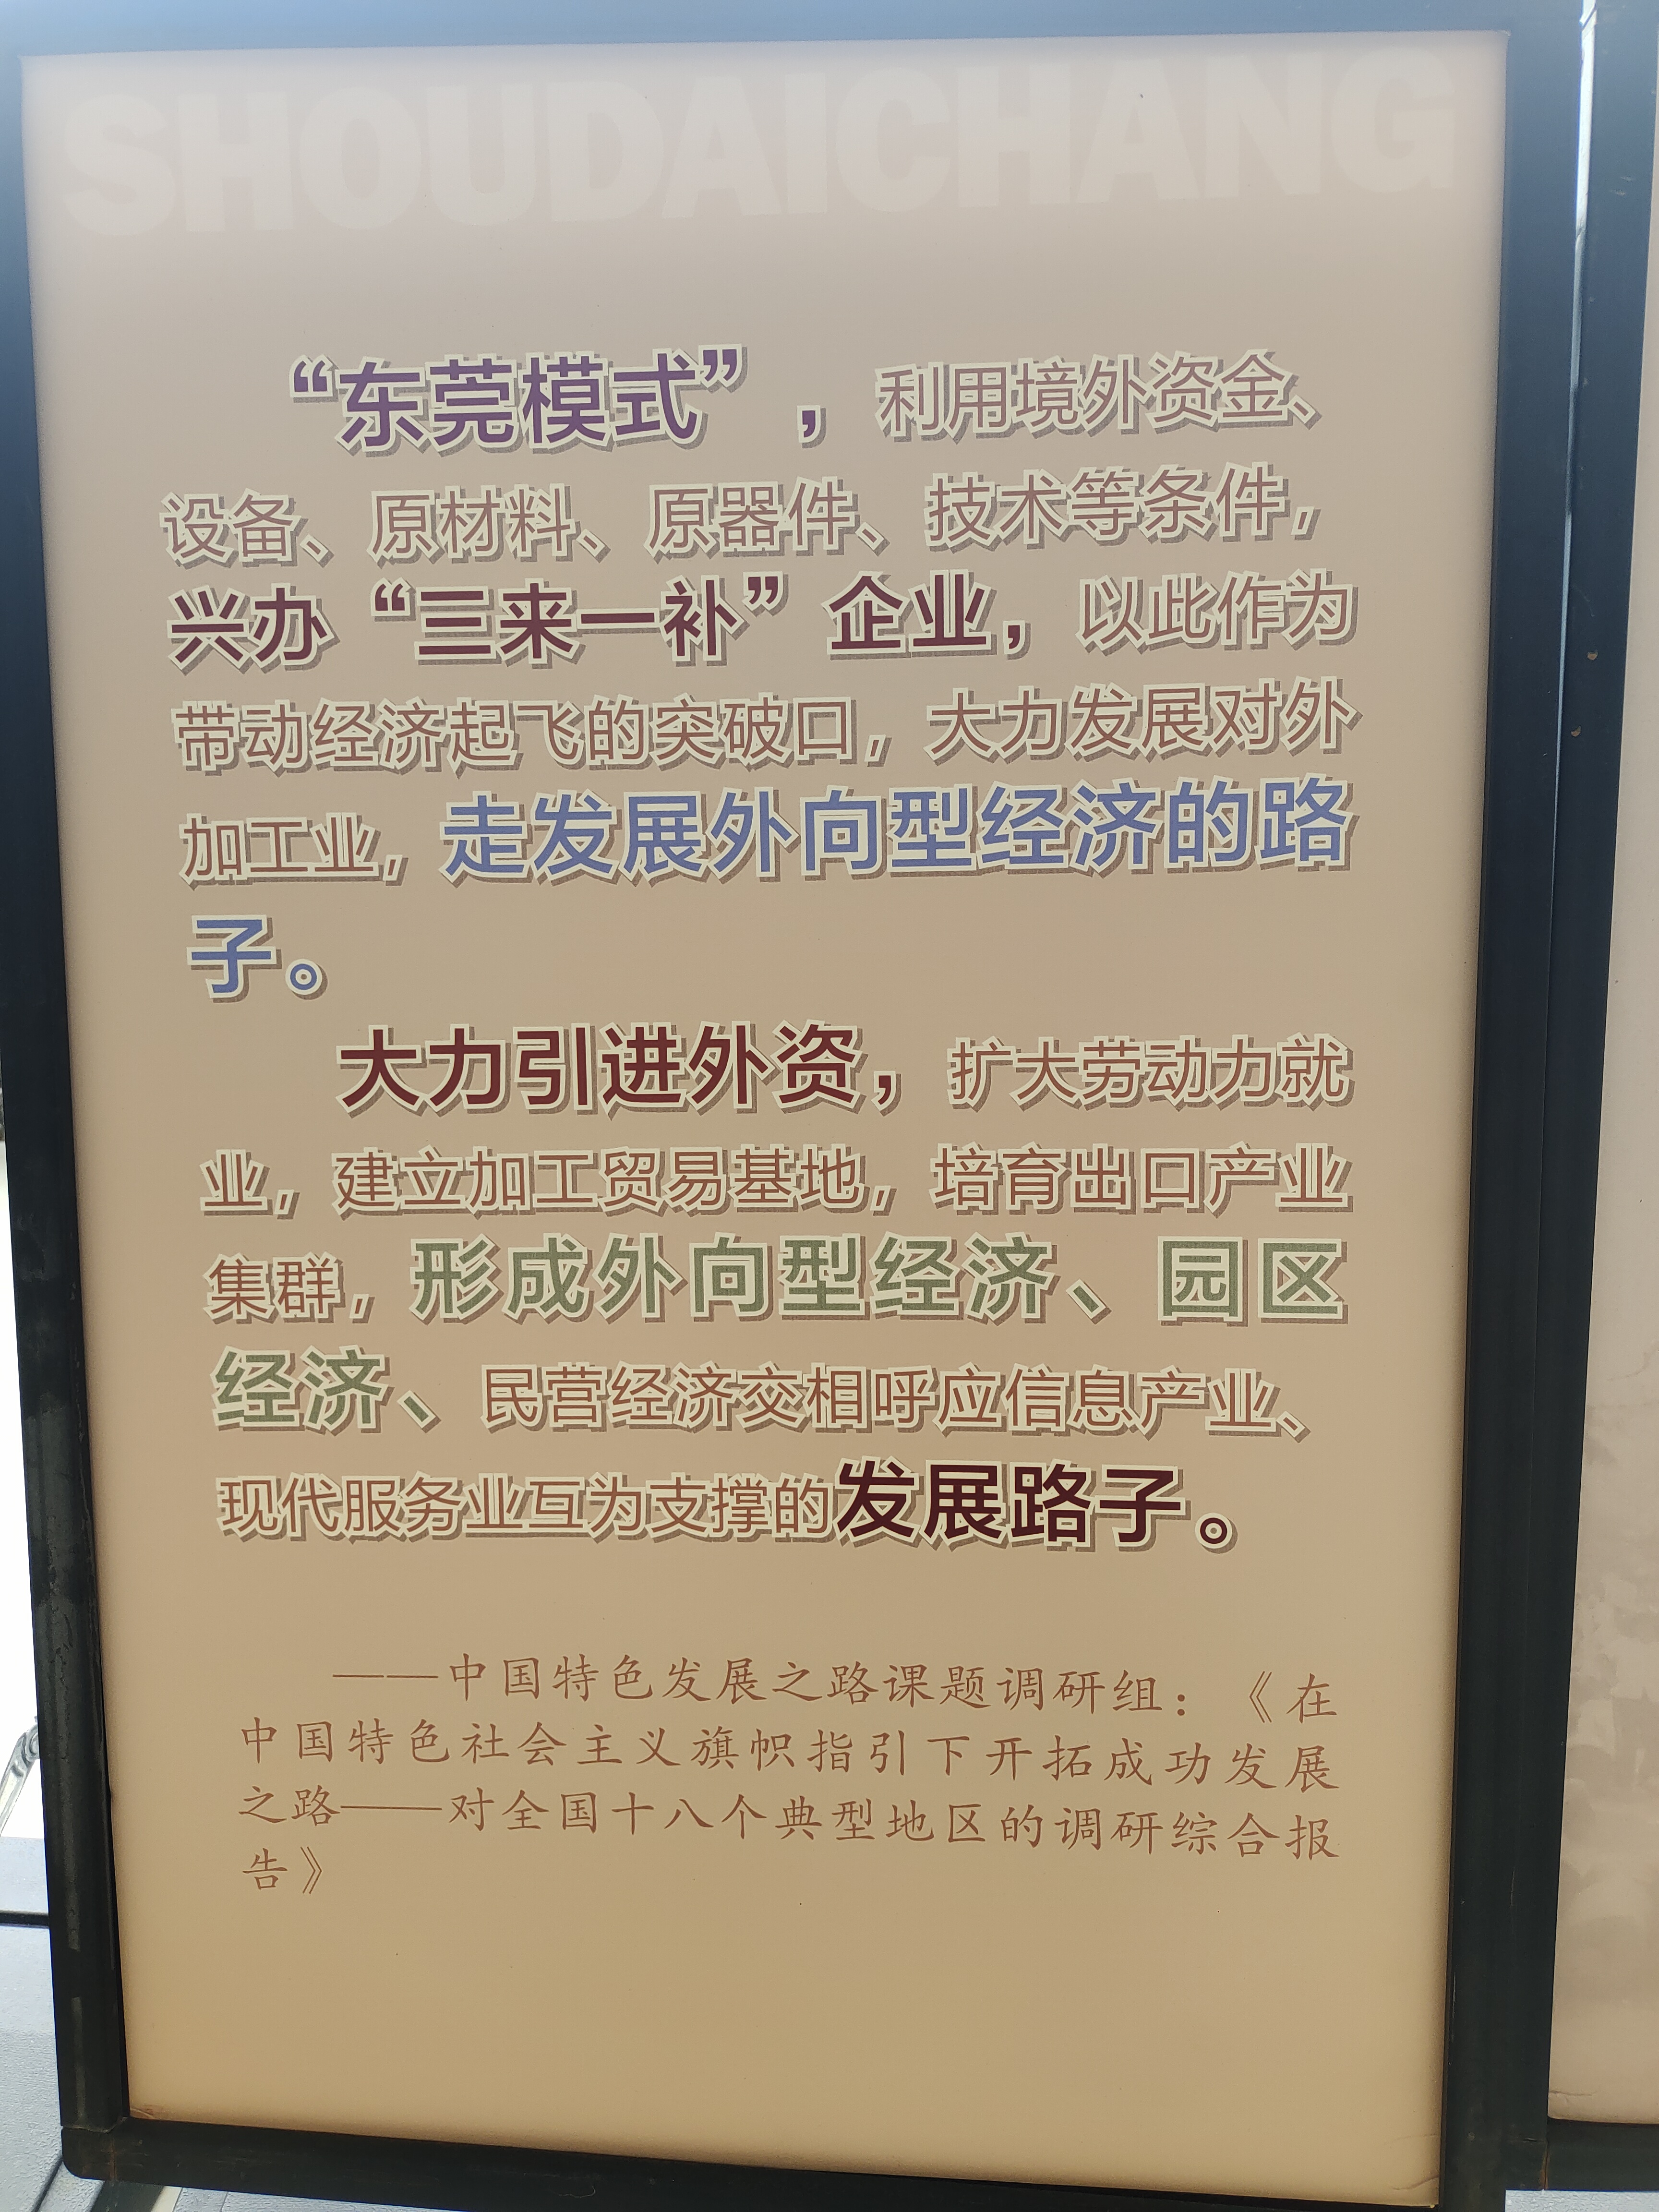 SHOUDAICHANG
“东莞模式”，利用境外资金、
设备、原材料、原器件、技术等条件，
兴办“三来一补”企业，以此作为
带动经济起飞的突破口，大力发展对外
加工业，走发展外向型经济的路
子。
大力引进外资，扩大劳动力就
业，建立加工贸易基地，培育出口产业
集群，形成外向型经济、园区
经济、民营经济交相呼应信息产业、
现代服务业互为支撑的发展路子。
——中国特色发展之路课题调研组：《在
中国特色社会主义旗帜指引下开拓成功发展
之路——对全国十八个典型地区的调研综合报
告》